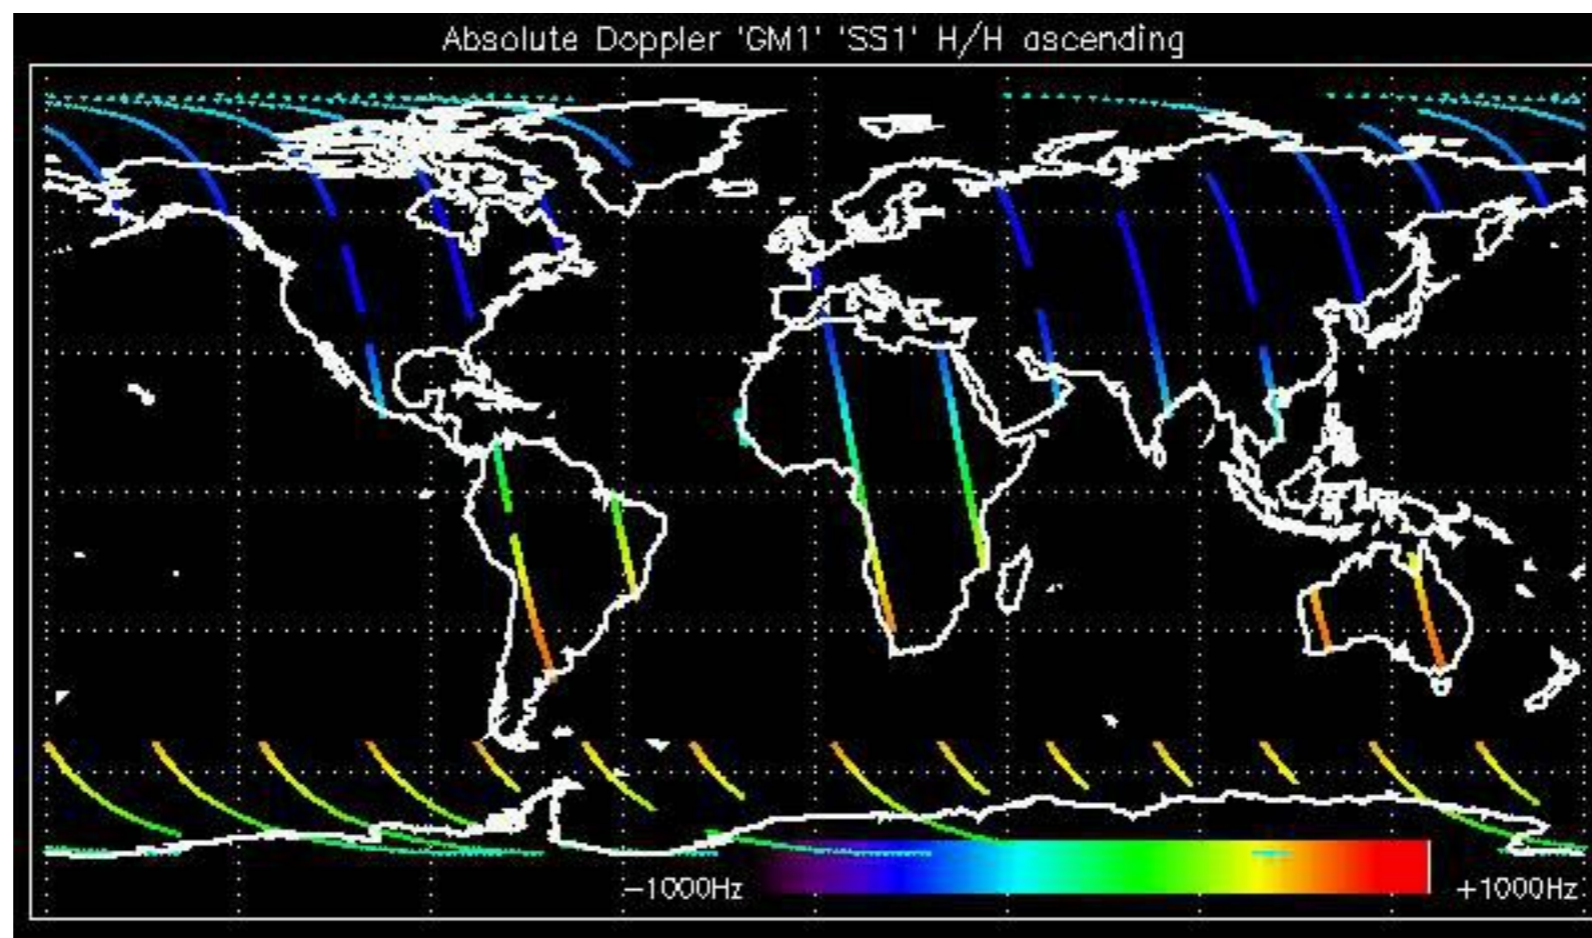 Absolute Doppler 'GM1' 'SS1' H/H ascending
−1000Hz
+1000Hz